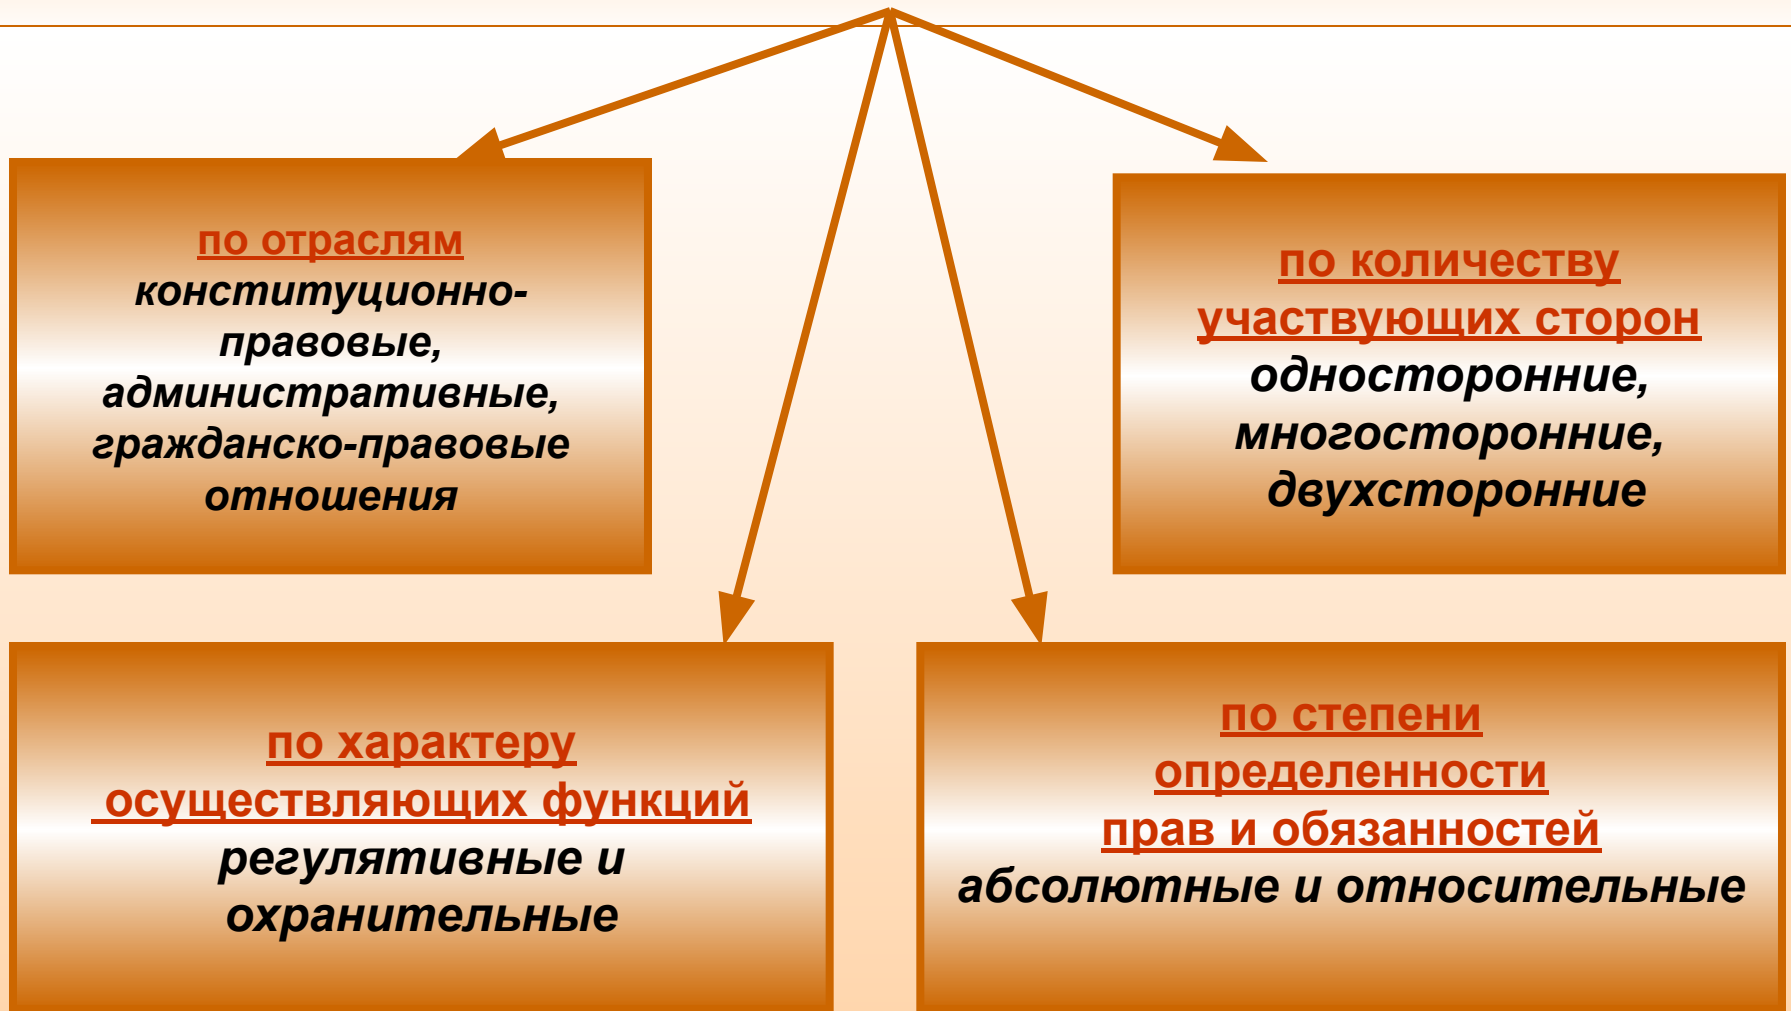 по отраслям
конституционно-
правовые,
административные,
гражданско-правовые
отношения
по количеству
участвующих сторон
односторонние,
многосторонние,
двухсторонние
по характеру
осуществляющих функций
регулятивные и
охранительные
по степени
определенности
прав и обязанностей
абсолютные и относительные